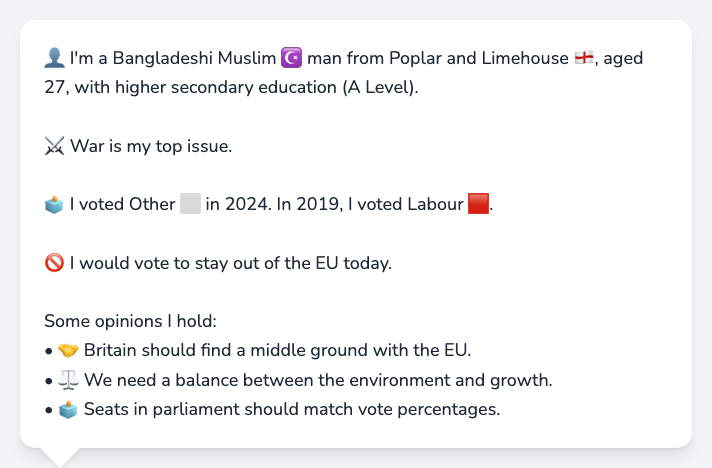 👤 I'm a Bangladeshi Muslim ☪️ man from Poplar and Limehouse 🏴󠁧󠁢󠁥󠁮󠁧󠁿, aged
27, with higher secondary education (A Level).
⚔️ War is my top issue.
🗳️ I voted Other ⬜ in 2024. In 2019, I voted Labour 🟥.
🚫 I would vote to stay out of the EU today.
Some opinions I hold:
• 🤝 Britain should find a middle ground with the EU.
• ⚖️ We need a balance between the environment and growth.
• 🗳️ Seats in parliament should match vote percentages.